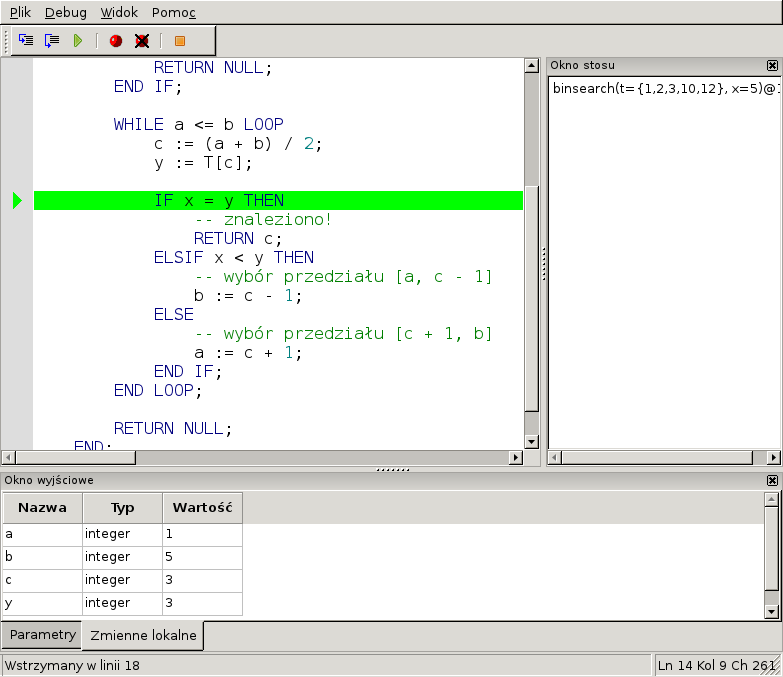 Plik Debug Widok Pomoc
RETURN NULL;
END IF;
WHILE a <= b LOOP
c := (a + b) / 2;
y := T[c];
IF x = y THEN
-- znaleziono!
RETURN c;
ELSIF x < y THEN
-- wybór przedziału [a, c - 1]
b := c - 1;
ELSE
-- wybór przedziału [c + 1, b]
a := c + 1;
END IF;
END LOOP;
RETURN NULL;
END;
Okno stosu
binsearch(t={1,2,3,10,12}, x=5)@1
Okno wyjściowe
Nazwa Typ Wartość
a integer 1
b integer 5
c integer 3
y integer 3
Parametry Zmienne lokalne
Wstrzymany w linii 18
Ln 14 Kol 9 Ch 261